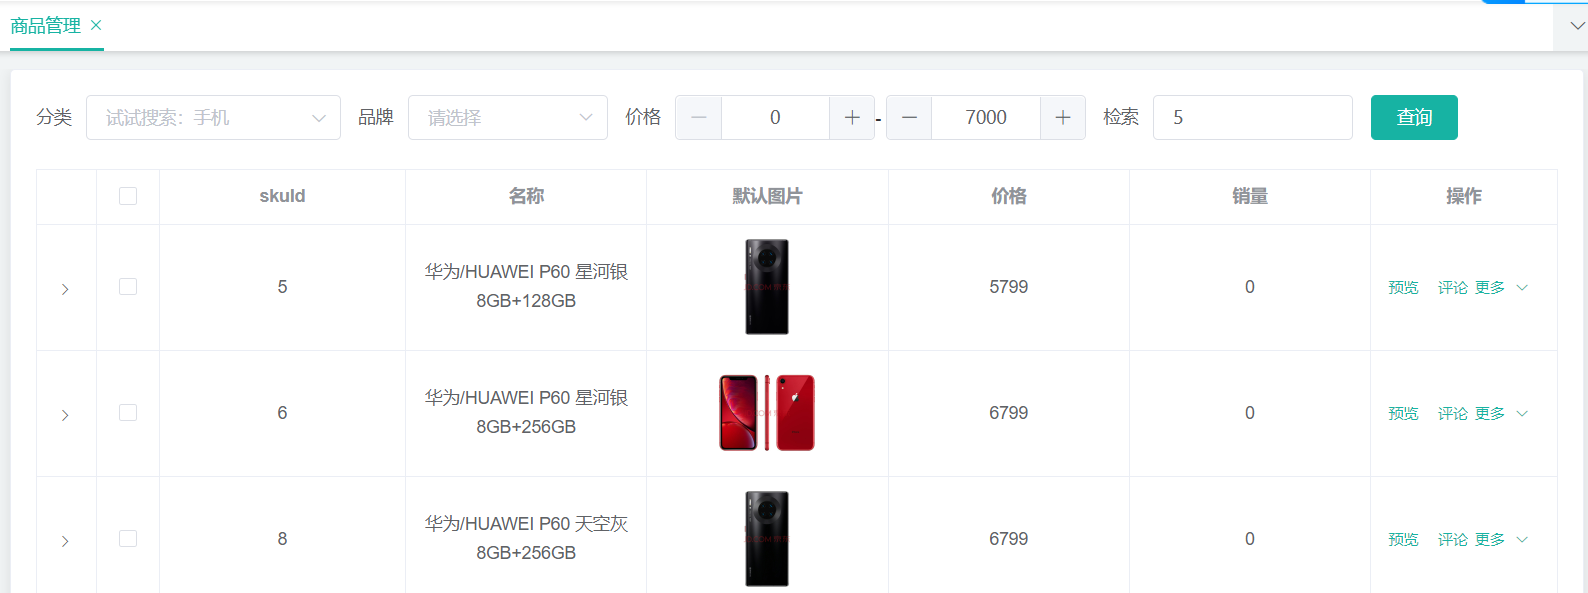 商品管理
分类 试试搜索：手机 品牌 请选择 价格 0 - 7000 检索 5 查询
skuId 名称 默认图片 价格 销量 操作
5 华为/HUAWEI P60 星河银 8GB+128GB 5799 0 预览 评论 更多
6 华为/HUAWEI P60 星河银 8GB+256GB 6799 0 预览 评论 更多
8 华为/HUAWEI P60 天空灰 8GB+256GB 6799 0 预览 评论 更多